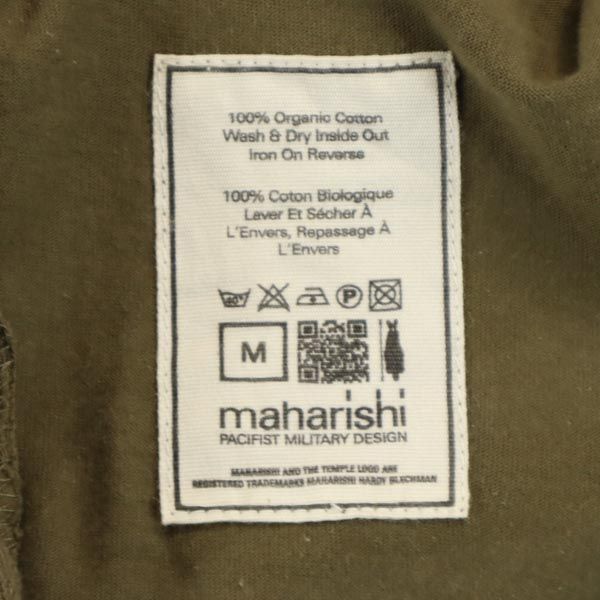 100% Organic Cotton
Wash & Dry Inside Out
Iron On Reverse
100% Coton Biologique
Laver Et Sécher À
L'Envers, Repassage À
L'Envers
40°
P
M
maharishi
PACIFIST MILITARY DESIGN
MAHARISHI AND THE TEMPLE LOGO ARE
REGISTERED TRADEMARKS MAHARISHI HARDY BLECHMAN